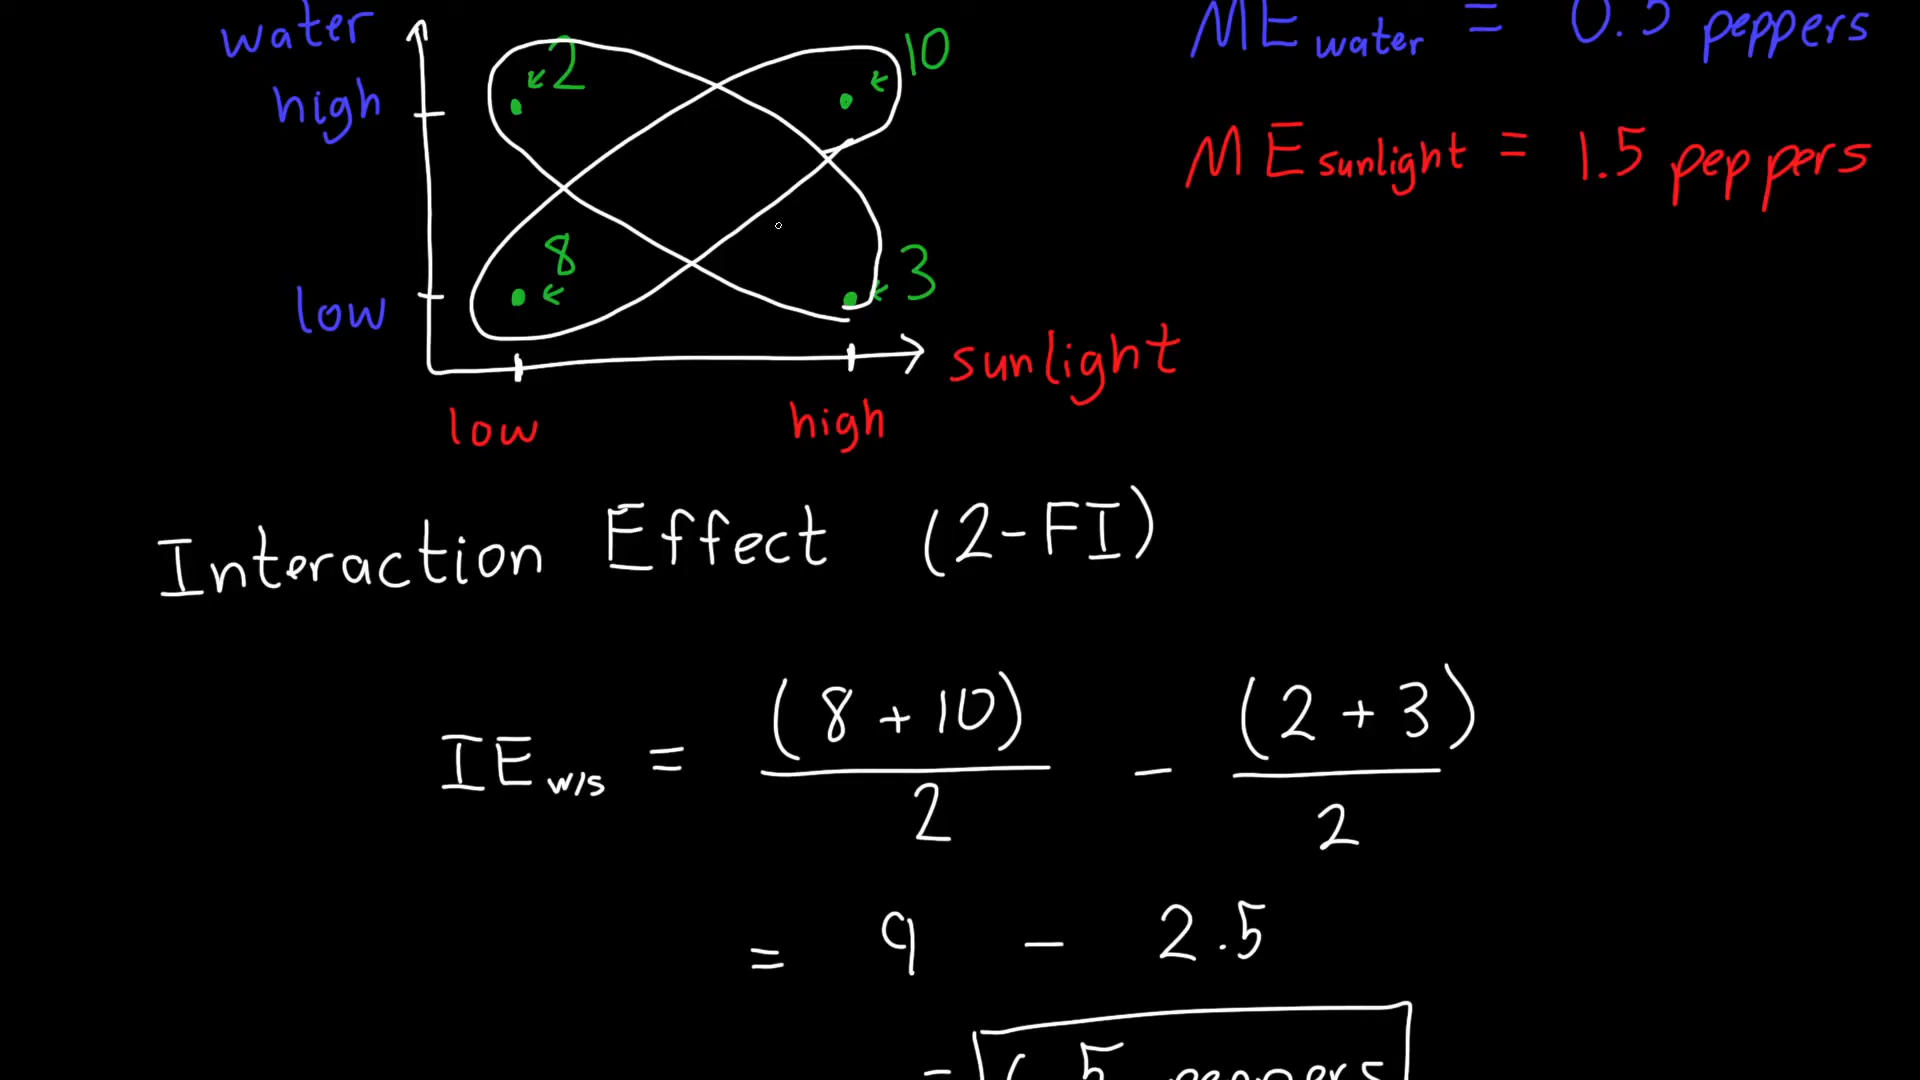 water
high
low
2
10
8
3
sunlight
low
high
ME water = 0.5 peppers
ME sunlight = 1.5 peppers
Interaction Effect (2-FI)
IE w/s = (8 + 10) / 2 - (2 + 3) / 2
= 9 - 2.5